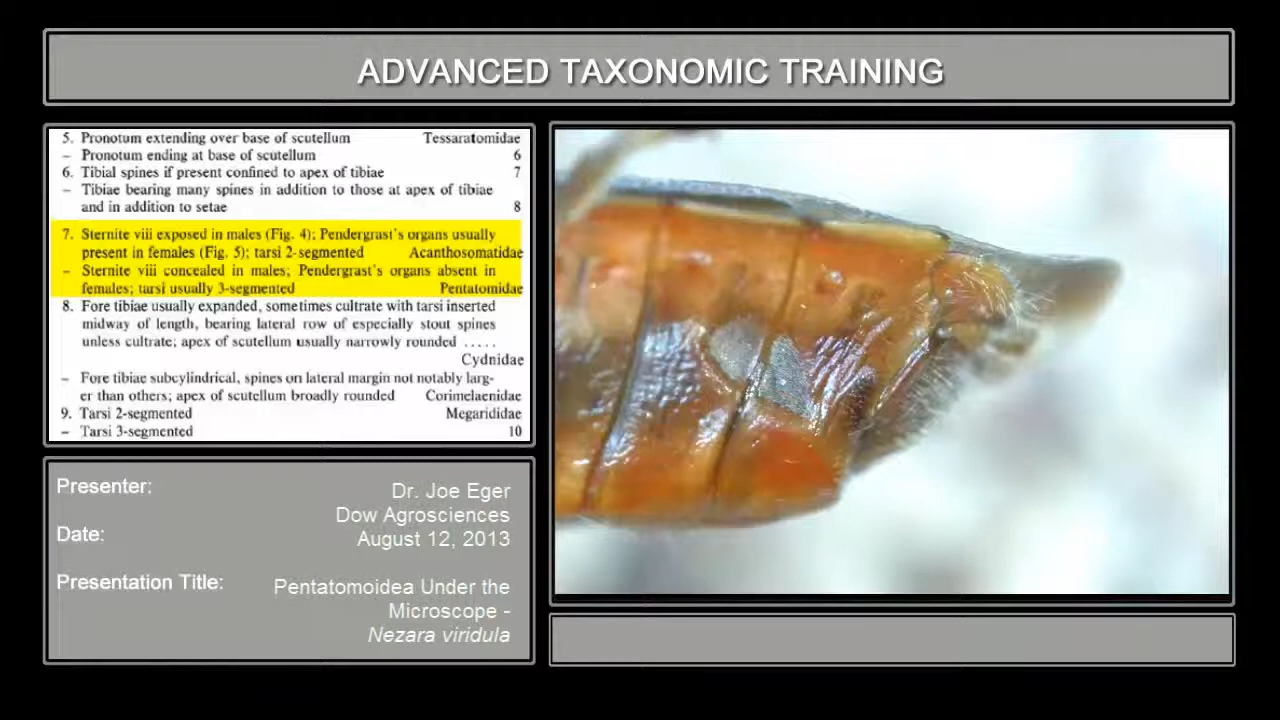 ADVANCED TAXONOMIC TRAINING
5. Pronotum extending over base of scutellum Tessaratomidae
– Pronotum ending at base of scutellum 6
6. Tibial spines if present confined to apex of tibiae 7
– Tibiae bearing many spines in addition to those at apex of tibiae
and in addition to setae 8
7. Sternite viii exposed in males (Fig. 4); Pendergrast's organs usually
present in females (Fig. 5); tarsi 2-segmented Acanthosomatidae
– Sternite viii concealed in males; Pendergrast's organs absent in
females; tarsi usually 3-segmented Pentatomidae
8. Fore tibiae usually expanded, sometimes cultrate with tarsi inserted
midway of length, bearing lateral row of especially stout spines
unless cultrate; apex of scutellum usually narrowly rounded .....
Cydnidae
– Fore tibiae subcylindrical, spines on lateral margin not notably larg-
er than others; apex of scutellum broadly rounded Corimelaenidae
9. Tarsi 2-segmented Megarididae
– Tarsi 3-segmented 10
Presenter: Dr. Joe Eger
Dow Agrosciences
Date: August 12, 2013
Presentation Title: Pentatomoidea Under the
Microscope -
Nezara viridula